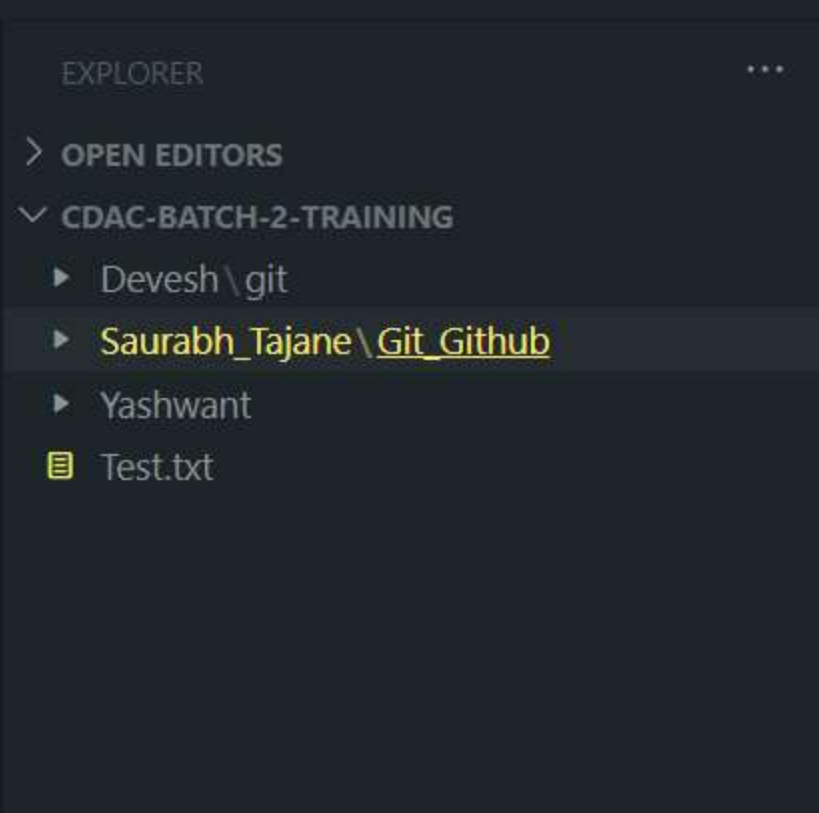 EXPLORER ...
OPEN EDITORS
CDAC-BATCH-2-TRAINING
Devesh\git
Saurabh_Tajane\Git_Github
Yashwant
Test.txt